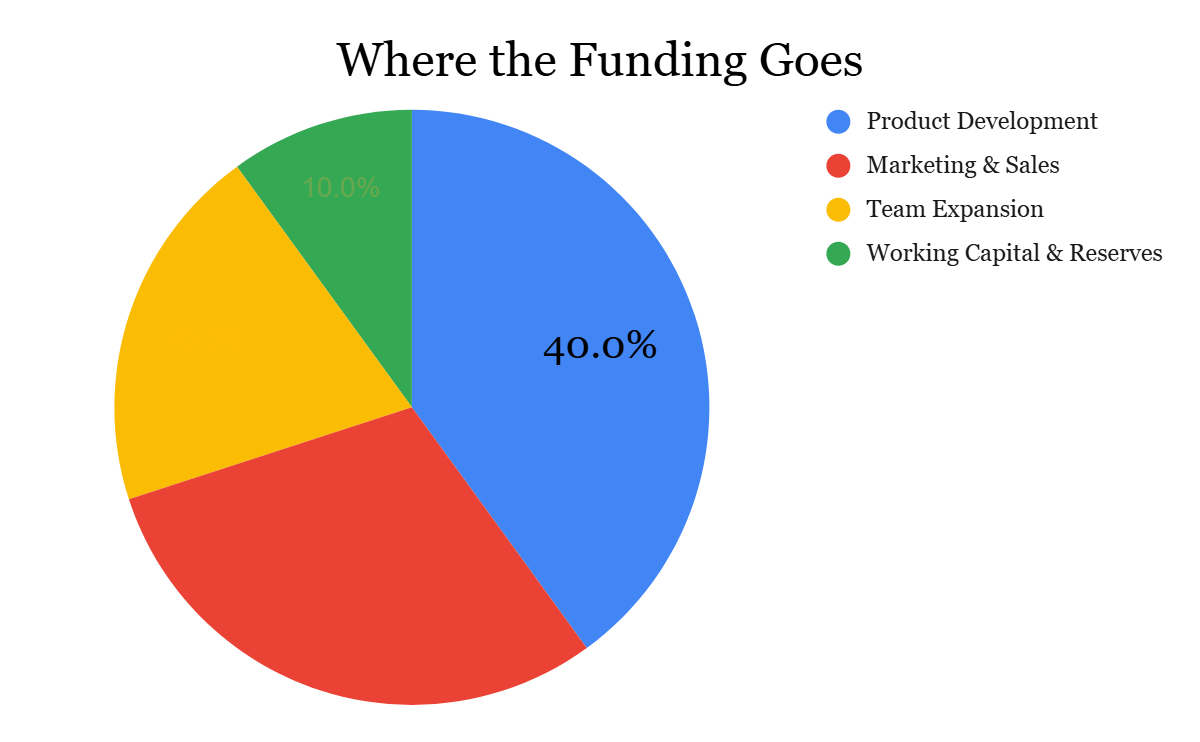 Where the Funding Goes
Product Development
Marketing & Sales
Team Expansion
Working Capital & Reserves
10.0%
40.0%